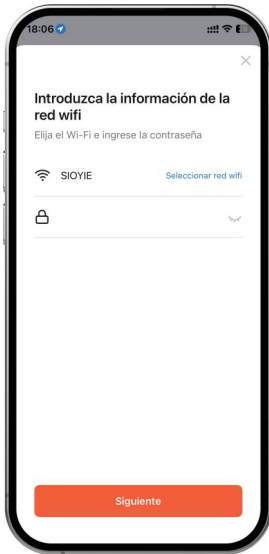 18:06
Introduzca la información de la
red wifi
Elija el Wi-Fi e ingrese la contraseña
SIOYIE
Seleccionar red wifi
Siguiente